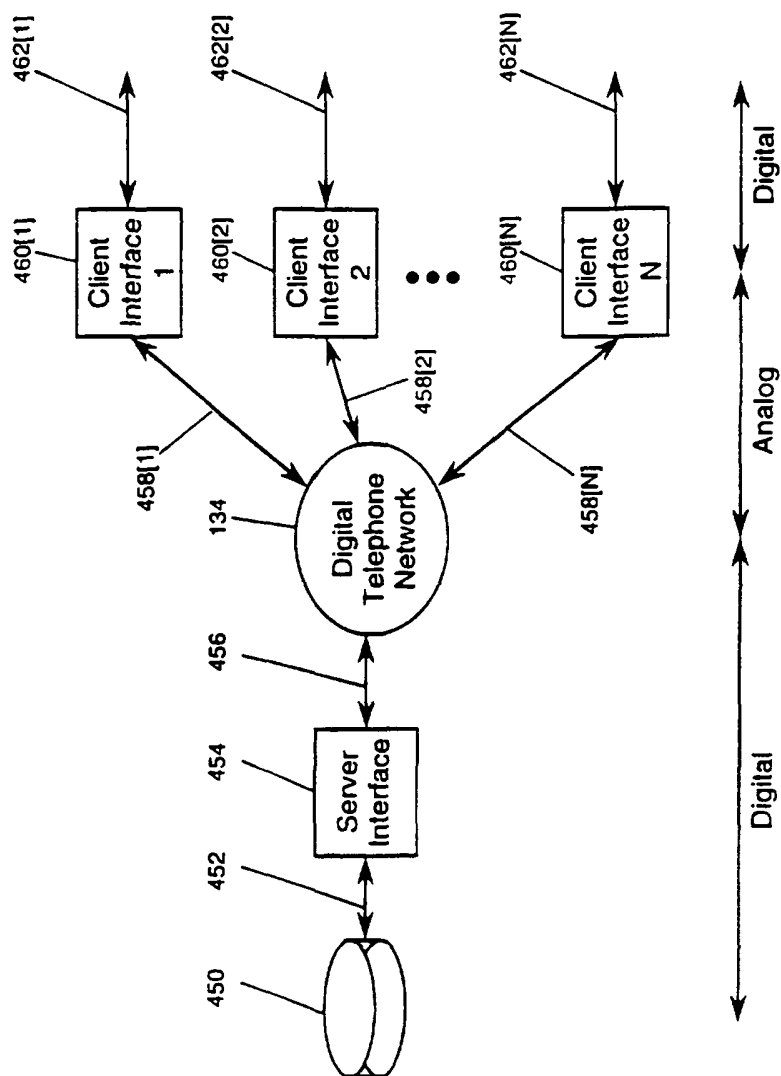 462[1]
462[2]
462[N]
460[1]
Client
Interface
1
460[2]
Client
Interface
2
460[N]
Client
Interface
N
458[1]
458[2]
458[N]
134
Digital
Telephone
Network
456
454
Server
Interface
452
450
Digital
Analog
Digital